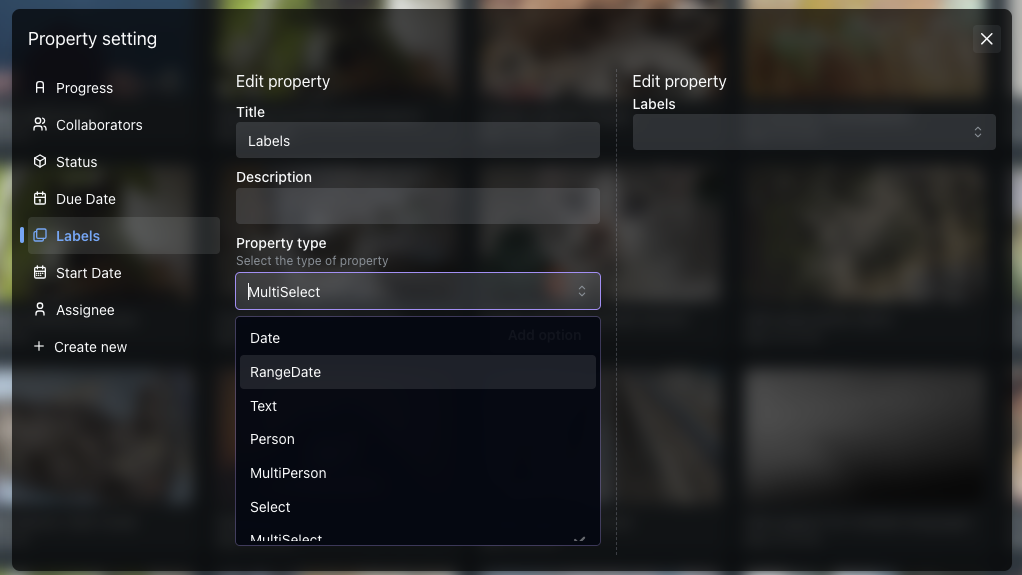 Property setting
Progress
Collaborators
Status
Due Date
Labels
Start Date
Assignee
Create new
Edit property
Title
Labels
Description
Property type
Select the type of property
MultiSelect
Add option
Date
RangeDate
Text
Person
MultiPerson
Select
MultiSelect
Edit property
Labels